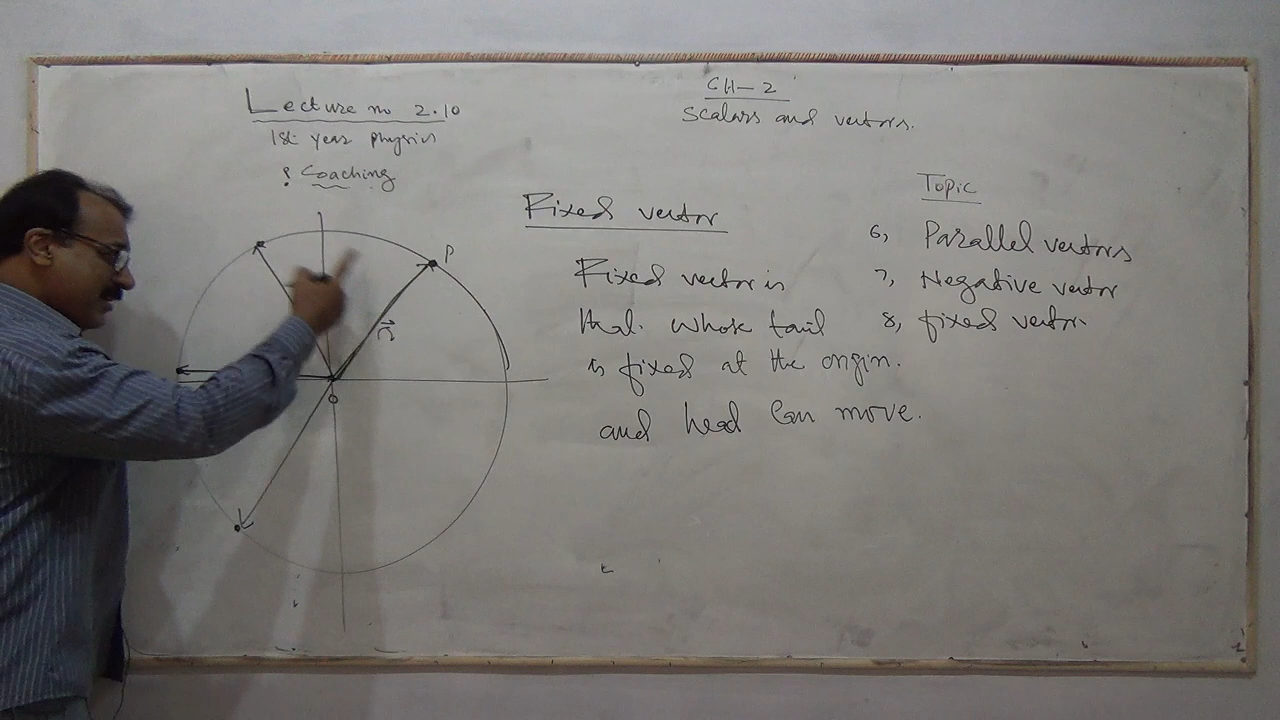 Lecture no 2.10
1st year physics
Coaching
CH-2
Scalars and vectors.
Topic
6, Parallel vectors
7, Negative vector
8, fixed vector.
Fixed vector
Fixed vector is
that. whose tail
is fixed at the origin.
and head can move.
P
O